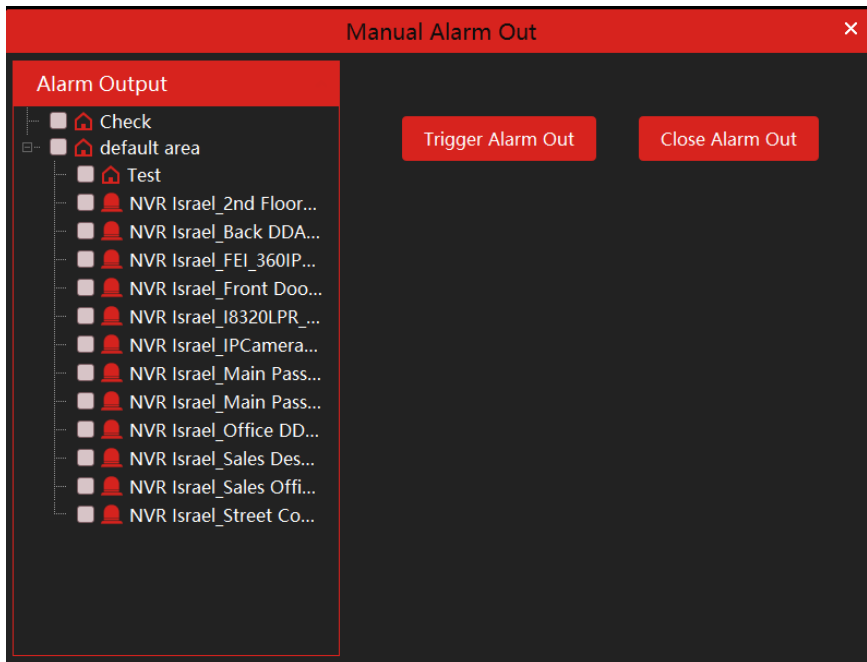 Manual Alarm Out
Alarm Output
Check
default area
Test
NVR Israel_2nd Floor...
NVR Israel_Back DDA...
NVR Israel_FEI_360IP...
NVR Israel_Front Doo...
NVR Israel_I8320LPR_...
NVR Israel_IPCamera...
NVR Israel_Main Pass...
NVR Israel_Main Pass...
NVR Israel_Office DD...
NVR Israel_Sales Des...
NVR Israel_Sales Offi...
NVR Israel_Street Co...
Trigger Alarm Out
Close Alarm Out